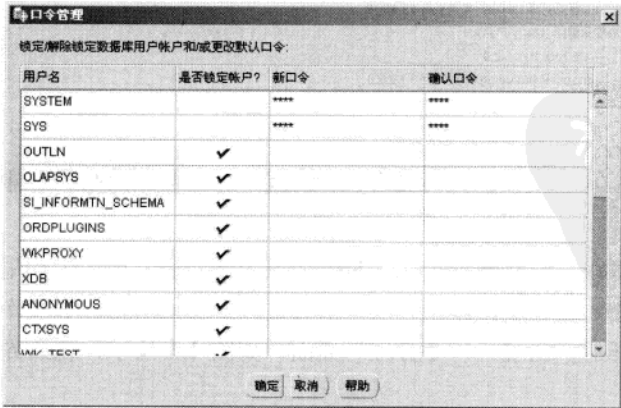 口令管理
锁定/解除锁定数据库用户帐户和/或更改默认口令:
用户名 是否锁定帐户? 新口令 确认口令
SYSTEM **** ****
SYS **** ****
OUTLN ✔
OLAPSYS ✔
SI_INFORMTN_SCHEMA ✔
ORDPLUGINS ✔
WKPROXY ✔
XDB ✔
ANONYMOUS ✔
CTXSYS ✔
WK_TEST ✔
确定 取消 帮助